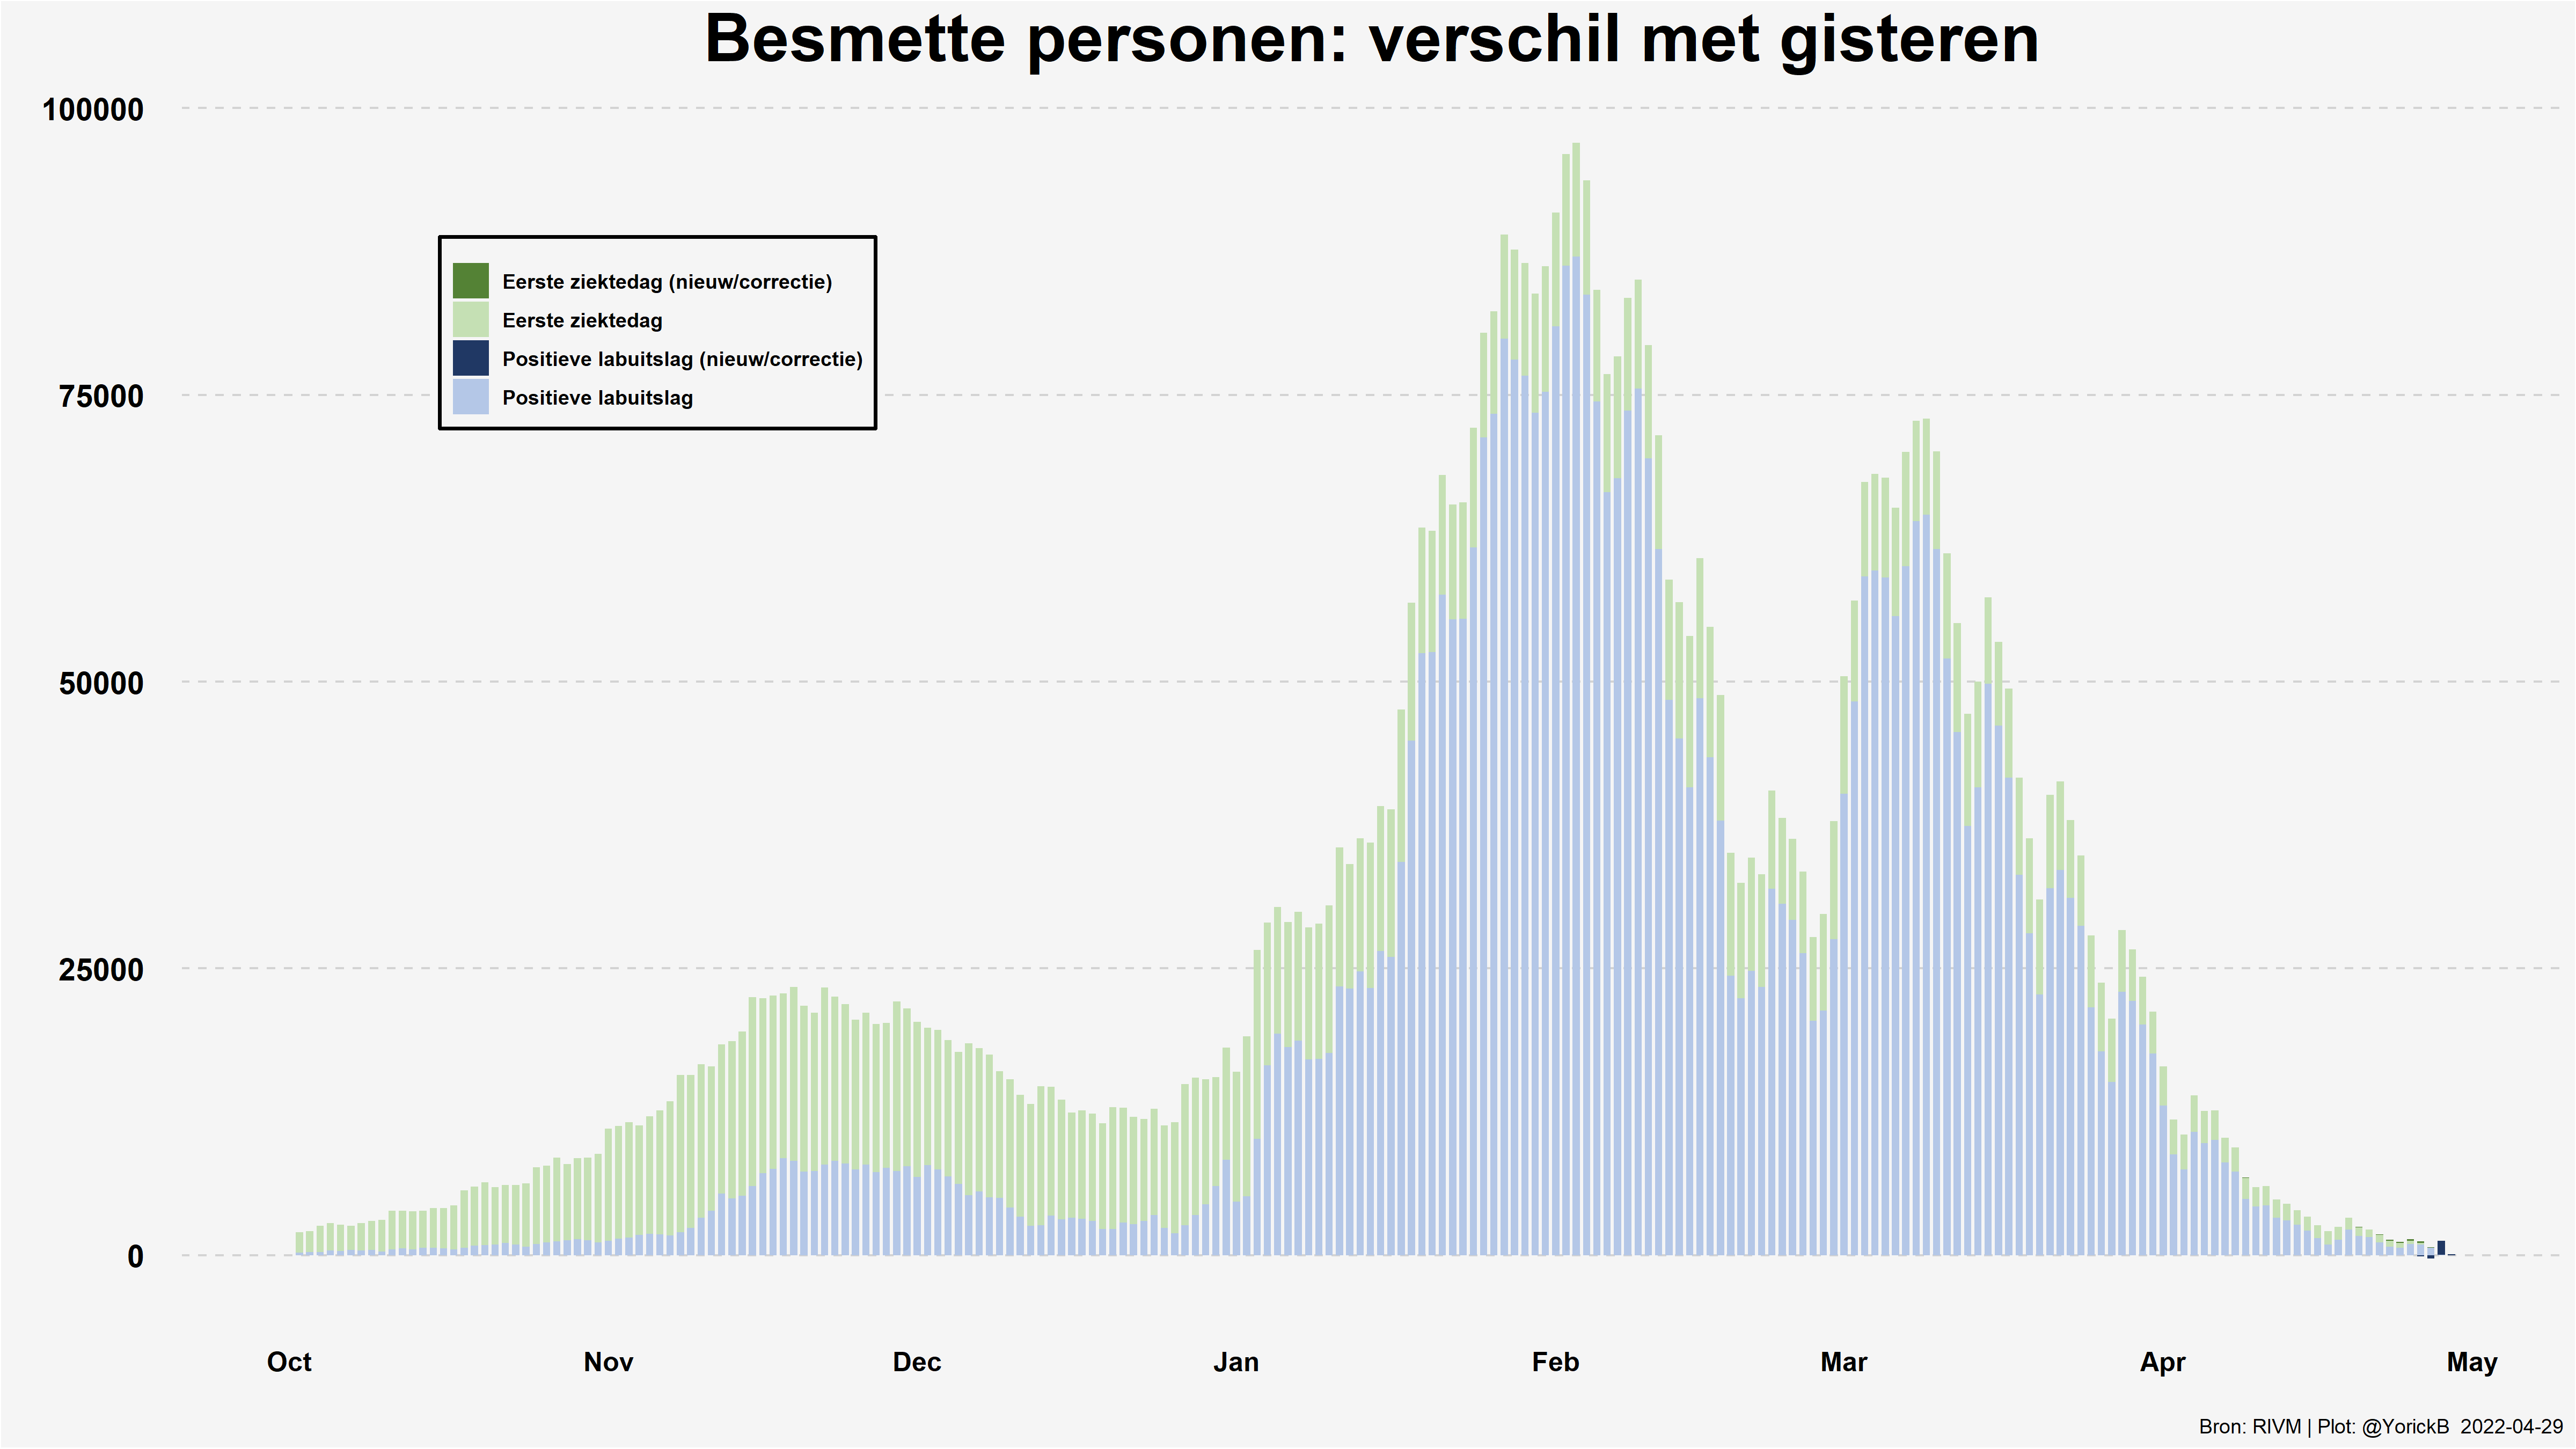 Besmette personen: verschil met gisteren
100000
75000
50000
25000
0
Eerste ziektedag (nieuw/correctie)
Eerste ziektedag
Positieve labuitslag (nieuw/correctie)
Positieve labuitslag
Oct Nov Dec Jan Feb Mar Apr May
Bron: RIVM | Plot: @YorickB 2022-04-29